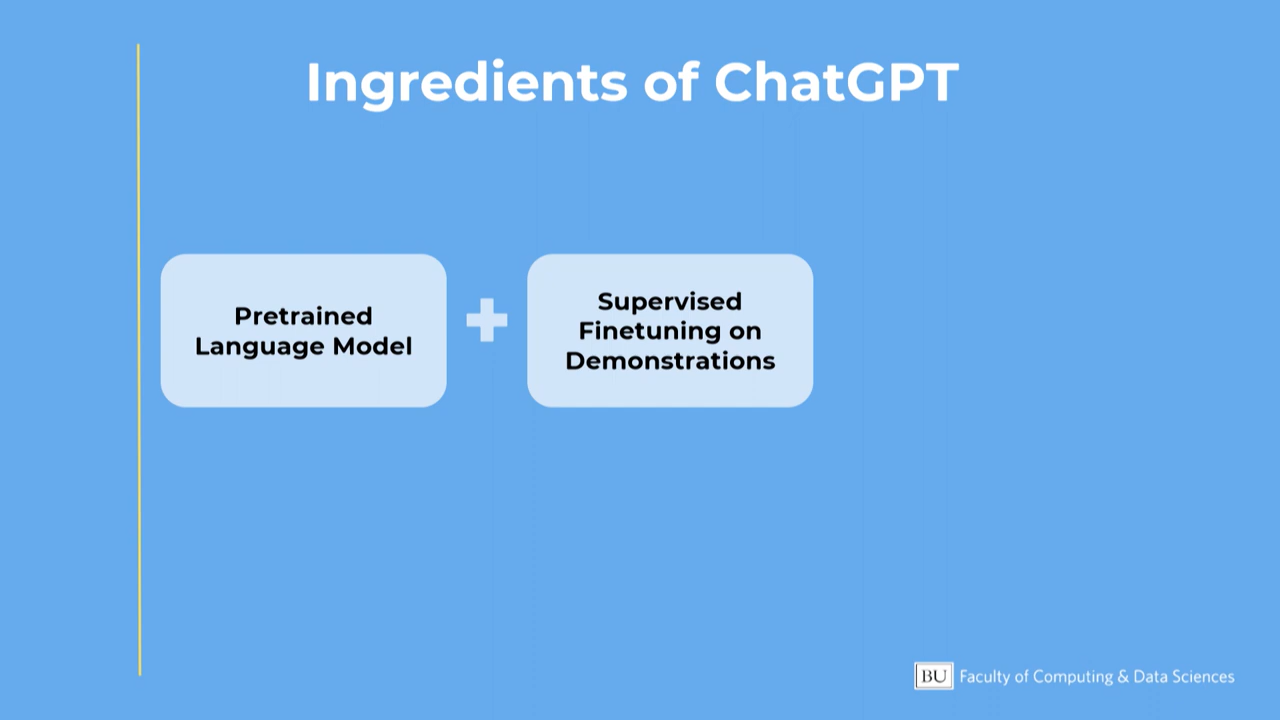 Ingredients of ChatGPT
Pretrained
Language Model
Supervised
Finetuning on
Demonstrations
BU Faculty of Computing & Data Sciences